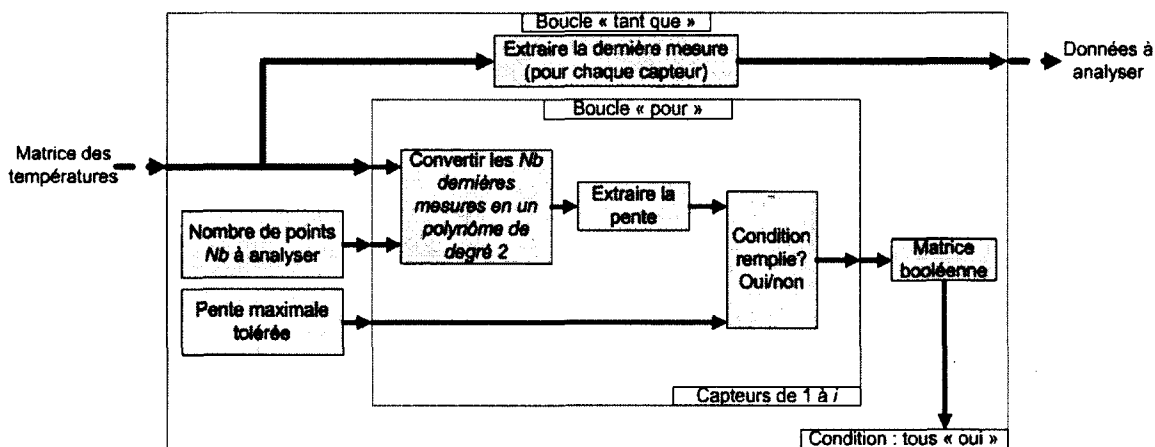 Boucle « tant que »
Extraire la dernière mesure
(pour chaque capteur)
Données à
analyser
Boucle « pour »
Matrice des
températures
Convertir les Nb
dernières
mesures en un
polynôme de
degré 2
Extraire la
pente
Nombre de points
Nb à analyser
Condition
remplie?
Oui/non
Matrice
booléenne
Pente maximale
tolérée
Capteurs de 1 à i
Condition : tous « oui »